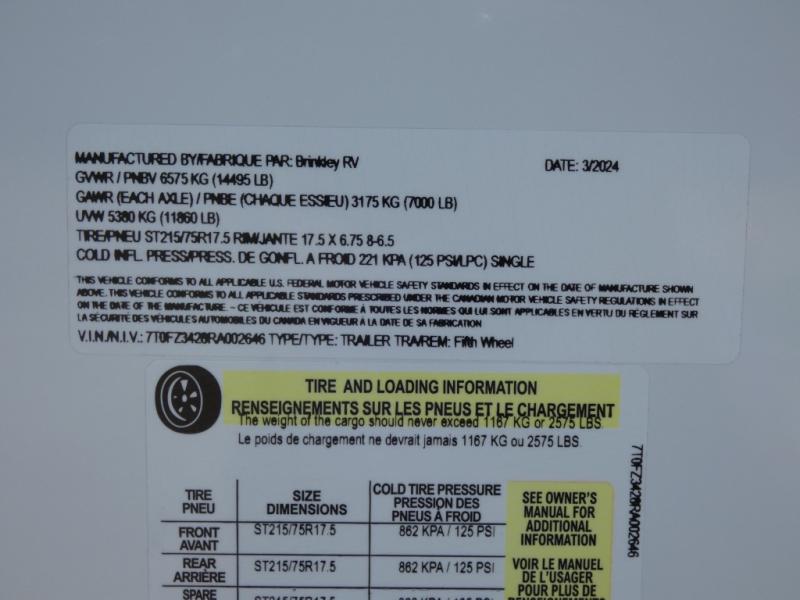 MANUFACTURED BY/FABRIQUE PAR: Brinkley RV DATE: 3/2024
GVWR / PNBV 6575 KG (14495 LB)
GAWR (EACH AXLE) / PNBE (CHAQUE ESSIEU) 3175 KG (7000 LB)
UVW 5380 KG (11860 LB)
TIRE/PNEU ST215/75R17.5 RIM/JANTE 17.5 X 6.75 8-6.5
COLD INFL. PRESS/PRESS. DE GONFL. A FROID 221 KPA (125 PSI/LPC) SINGLE
THIS VEHICLE CONFORMS TO ALL APPLICABLE U.S. FEDERAL MOTOR VEHICLE SAFETY STANDARDS IN EFFECT ON THE DATE OF MANUFACTURE SHOWN
ABOVE. THIS VEHICLE CONFORMS TO ALL APPLICABLE STANDARDS PRESCRIBED UNDER THE CANADIAN MOTOR VEHICLE SAFETY REGULATIONS IN EFFECT
ON THE DATE OF THE MANUFACTURE. - CE VEHICULE EST CONFORME À TOUTES LES NORMES QUI LUI SONT APPLICABLES EN VERTU DU RÉGLEMENT SUR
LA SÉCURITÉ DES VÉHICULES AUTOMOBILES DU CANADA EN VIGUEUR À LA DATE DE SA FABRICATION
V.I.N./N.I.V.: 7T0FZ3428RA002646 TYPE/TYPE: TRAILER TRA/REM: Fifth Wheel
TIRE AND LOADING INFORMATION
RENSEIGNEMENTS SUR LES PNEUS ET LE CHARGEMENT
The weight of the cargo should never exceed 1167 KG or 2575 LBS.
Le poids de chargement ne devrait jamais 1167 KG ou 2575 LBS.
TIRE
PNEU
SIZE
DIMENSIONS
COLD TIRE PRESSURE
PRESSION DES
PNEUS À FROID
FRONT
AVANT
ST215/75R17.5
862 KPA / 125 PSI
REAR
ARRIÈRE
ST215/75R17.5
862 KPA / 125 PSI
SPARE
SEE OWNER'S
MANUAL FOR
ADDITIONAL
INFORMATION
VOIR LE MANUEL
DE L'USAGER
POUR PLUS DE
7T0FZ3428RA002646